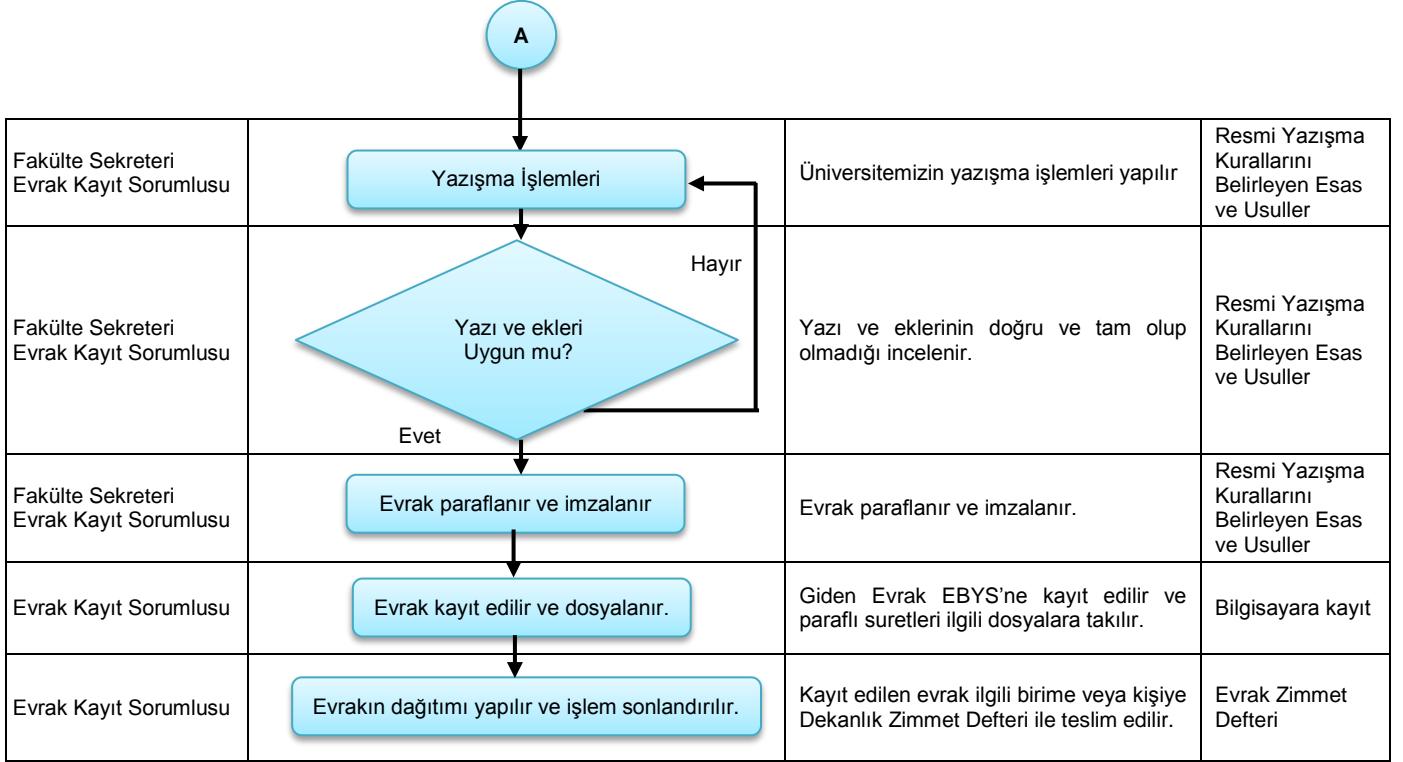 A
Fakülte Sekreteri
Evrak Kayıt Sorumlusu
Yazışma İşlemleri
Üniversitemizin yazışma işlemleri yapılır
Resmi Yazışma
Kurallarını
Belirleyen Esas
ve Usuller
Fakülte Sekreteri
Evrak Kayıt Sorumlusu
Hayır
Yazı ve ekleri
Uygun mu?
Evet
Yazı ve eklerinin doğru ve tam olup
olmadığı incelenir.
Resmi Yazışma
Kurallarını
Belirleyen Esas
ve Usuller
Fakülte Sekreteri
Evrak Kayıt Sorumlusu
Evrak paraflanır ve imzalanır
Evrak paraflanır ve imzalanır.
Resmi Yazışma
Kurallarını
Belirleyen Esas
ve Usuller
Evrak Kayıt Sorumlusu
Evrak kayıt edilir ve dosyalanır.
Giden Evrak EBYS’ne kayıt edilir ve
paraflı suretleri ilgili dosyalara takılır.
Bilgisayara kayıt
Evrak Kayıt Sorumlusu
Evrakın dağıtımı yapılır ve işlem sonlandırılır.
Kayıt edilen evrak ilgili birime veya kişiye
Dekanlık Zimmet Defteri ile teslim edilir.
Evrak Zimmet
Defteri